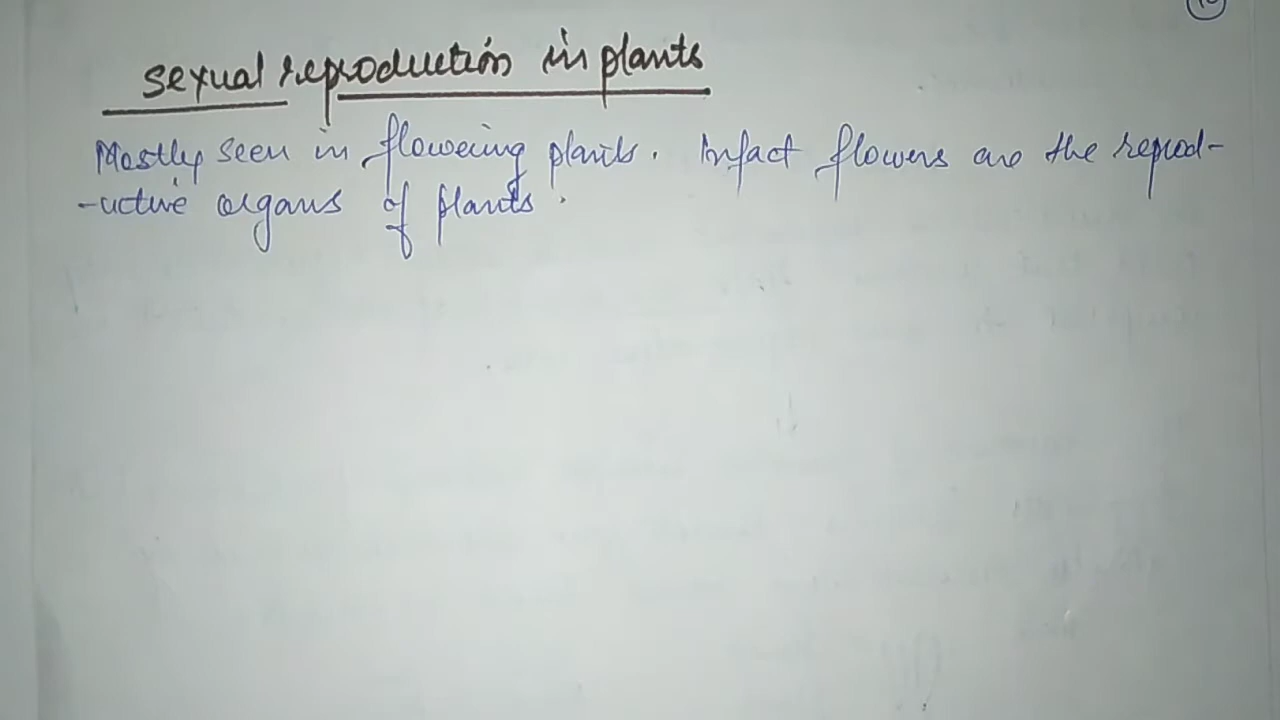 sexual reproduction in plants
Mostly seen in flowering plants. Infact flowers are the reprod-
-uctive organs of plants.